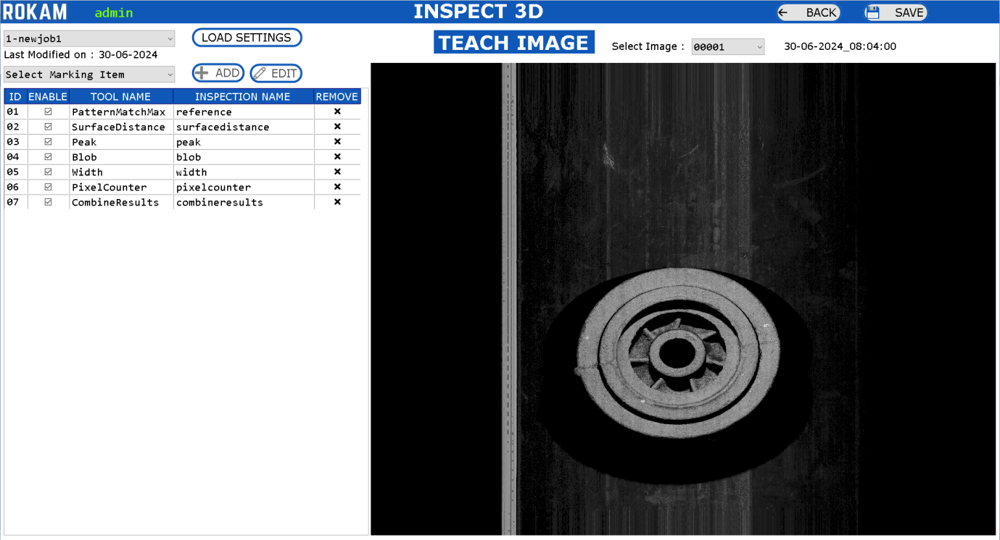 ROKAM admin INSPECT 3D BACK SAVE
1-newjob1 LOAD SETTINGS TEACH IMAGE Select Image : 00001 30-06-2024_08:04:00
Last Modified on : 30-06-2024
Select Marking Item ADD EDIT
ID ENABLE TOOL NAME INSPECTION NAME REMOVE
01 PatternMatchMax reference
02 SurfaceDistance surfacedistance
03 Peak peak
04 Blob blob
05 Width width
06 PixelCounter pixelcounter
07 CombineResults combineresults